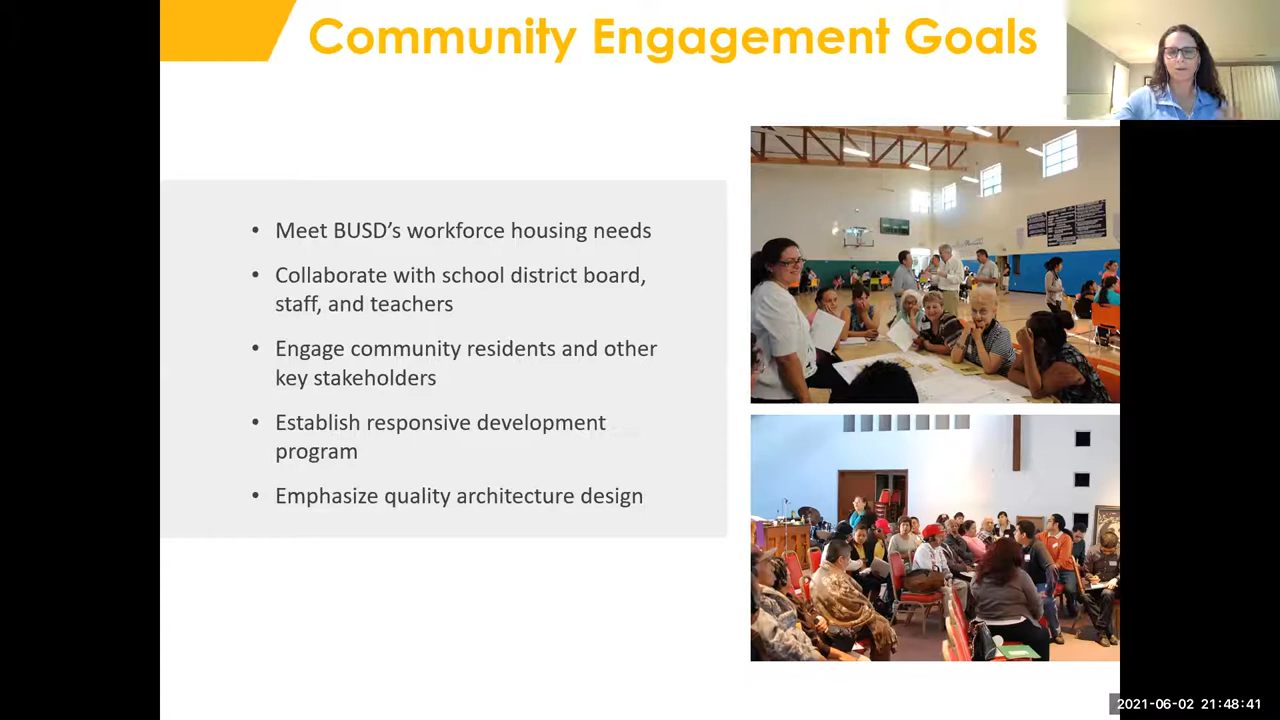 Community Engagement Goals
• Meet BUSD’s workforce housing needs
• Collaborate with school district board,
staff, and teachers
• Engage community residents and other
key stakeholders
• Establish responsive development
program
• Emphasize quality architecture design
2021-06-02 21:48:41